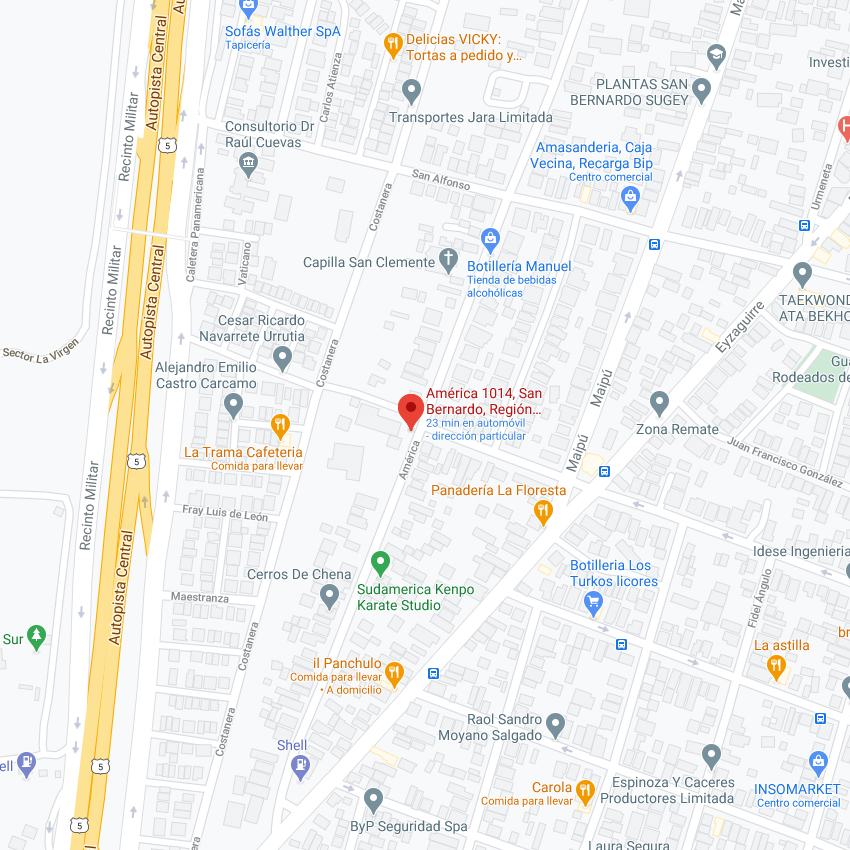 Sofás Walther SpA
Tapicería
Autopista Central
Au
Delicias VICKY:
Tortas a pedido y…
Carlos Atienza
Ma
Investi
PLANTAS SAN
BERNARDO SUGEY
Transportes Jara Limitada
Recinto Militar
Consultorio Dr
Raúl Cuevas
5
Amasanderia, Caja
Vecina, Recarga Bip
Centro comercial
H
San Alfonso
Urmeneta
Costanera
Caletera Panamericana
Vaticano
Capilla San Clemente
Botillería Manuel
Tienda de bebidas
alcohólicas
Recinto Militar
Autopista Central
TAEKWOND
ATA BEKHO
Eyzaguirre
Cesar Ricardo
Navarrete Urrutia
Sector La Virgen
Costanera
Alejandro Emilio
Castro Carcamo
Gua
Rodeados de
América 1014, San
Bernardo, Región…
23 min en automóvil
- dirección particular
Maipú
Maipú
Zona Remate
La Trama Cafeteria
Comida para llevar
Juan Francisco González
5
América
Recinto Militar
Panadería La Floresta
Fray Luis de León
Autopista Central
Idese Ingenieria
Botilleria Los
Turkos licores
Cerros De Chena
Sudamerica Kenpo
Karate Studio
Maestranza
Fidel Ángulo
Costanera
Sur
br
La astilla
il Panchulo
Comida para llevar
• A domicilio
Raol Sandro
Moyano Salgado
Costanera
Shell
ell
5
Espinoza Y Caceres
Productores Limitada
INSOMARKET
Centro comercial
Carola
Comida para llevar
5
ByP Seguridad Spa
Laura Segura